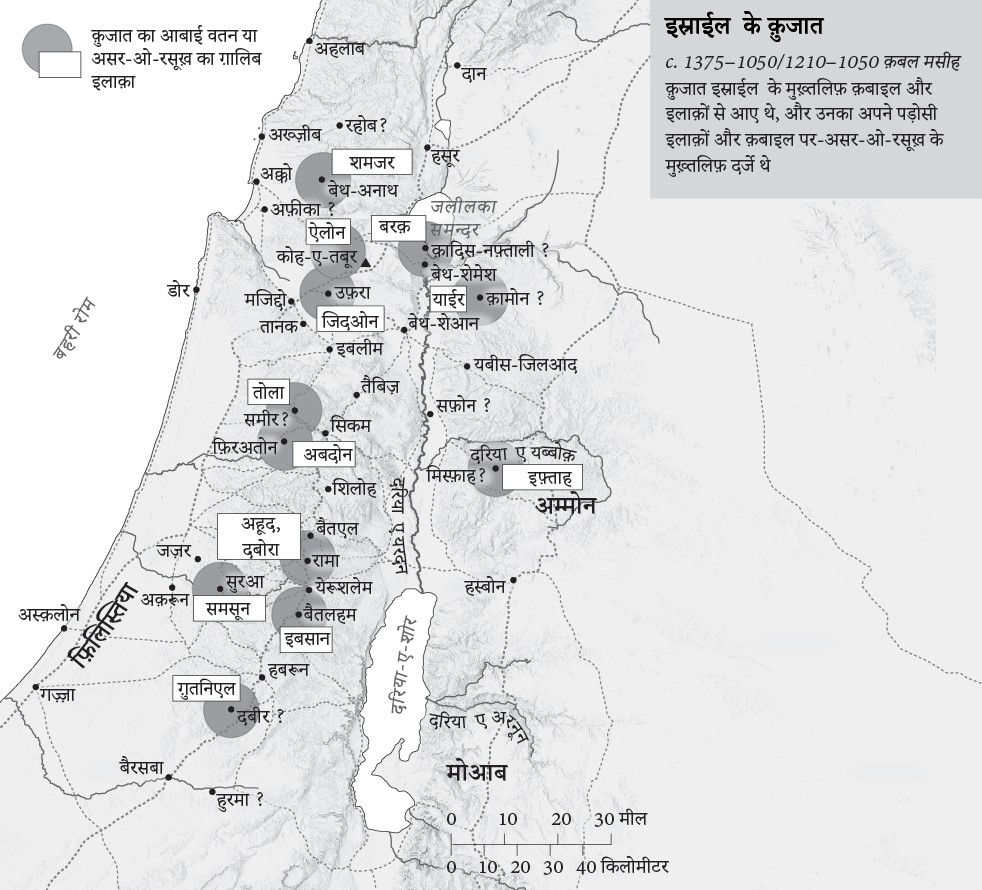 क़ुजात का आबाई वतन या
असर-ओ-रसूख़ का ग़ालिब
इलाक़ा
इस्राईल के क़ुजात
c. 1375–1050/1210–1050 क़बल मसीह
क़ुजात इस्राईल के मुख़्तलिफ़ क़बाइल और
इलाक़ों से आए थे, और उनका अपने पड़ोसी
इलाक़ों और क़बाइल पर-असर-ओ-रसूख़ के
मुख़्तलिफ़ दर्जे थे
अहलाब
दान
रहोब ?
अख्ज़ीब
हसूर
शमजर
अक्को
बेथ-अनाथ
अफ़ीका ?
जलीलका
समन्दर
बरक़
ऐलोन
क़ादिस-नफ़्ताली ?
कोह-ए-तबूर
बेथ-शेमेश
डोर
उफ़रा
याईर
क़ामोन ?
मजिद्दो
जिदओन
तानक
बेथ-शेआन
बहरी रोम
इबलीम
यबीस-जिलआद
तैबिज़
तोला
सफ़ोन ?
समीर ?
सिकम
फ़िरअतोन
अबदोन
दरिया ए यब्बोक़
मिस्फ़ाह ?
इफ़्ताह
शिलोह
अम्मोन
दरिया ए यरदन
अहूद,
दबोरा
बैतएल
जज़र
रामा
सुरआ
येरूशलेम
हस्बोन
अक़रून
समसून
अस्क़लोन
बैतलहम
फ़िलिस्तिया
इबसान
दरिया-ए-शोर
हबरून
ग़ुतनिएल
गज़्ज़ा
दबीर ?
दरिया ए अरनून
मोआब
बैरसबा
हुरमा ?
0 10 20 30 मील
0 10 20 30 40 किलोमीटर